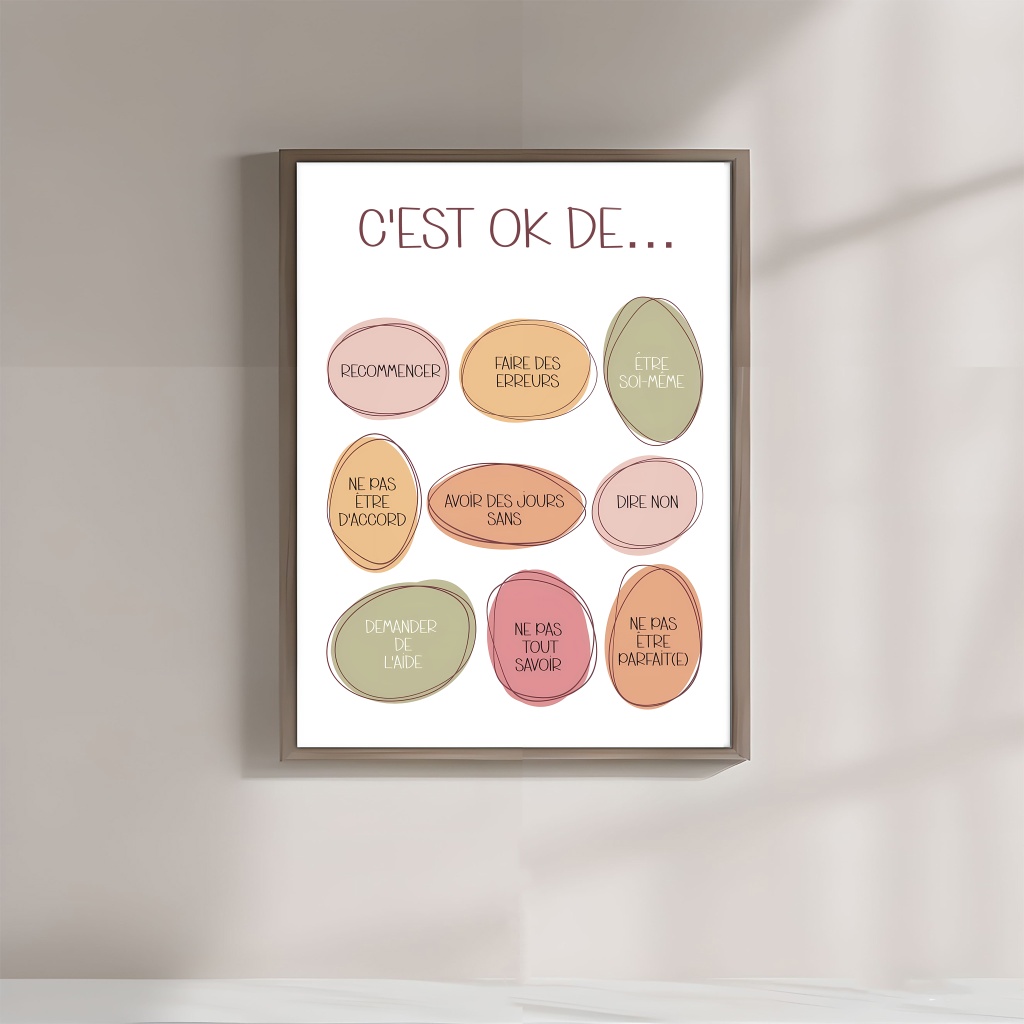 C'EST OK DE...
RECOMMENCER
FAIRE DES
ERREURS
ÊTRE
SOI-MÊME
NE PAS
ÊTRE
D'ACCORD
AVOIR DES JOURS
SANS
DIRE NON
DEMANDER
DE
L'AIDE
NE PAS
TOUT
SAVOIR
NE PAS
ÊTRE
PARFAIT(E)